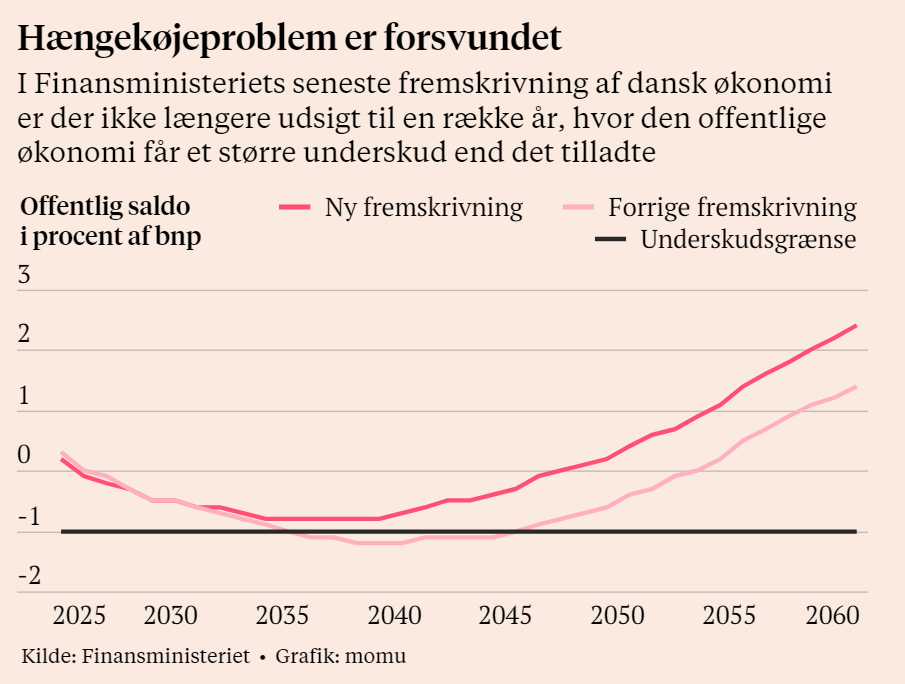 Hængekøjeproblem er forsvundet
I Finansministeriets seneste fremskrivning af dansk økonomi
er der ikke længere udsigt til en række år, hvor den offentlige
økonomi får et større underskud end det tilladte
Offentlig saldo
i procent af bnp
Ny fremskrivning
Forrige fremskrivning
Underskudsgrænse
3
2
1
0
-1
-2
2025 2030 2035 2040 2045 2050 2055 2060
Kilde: Finansministeriet • Grafik: momu